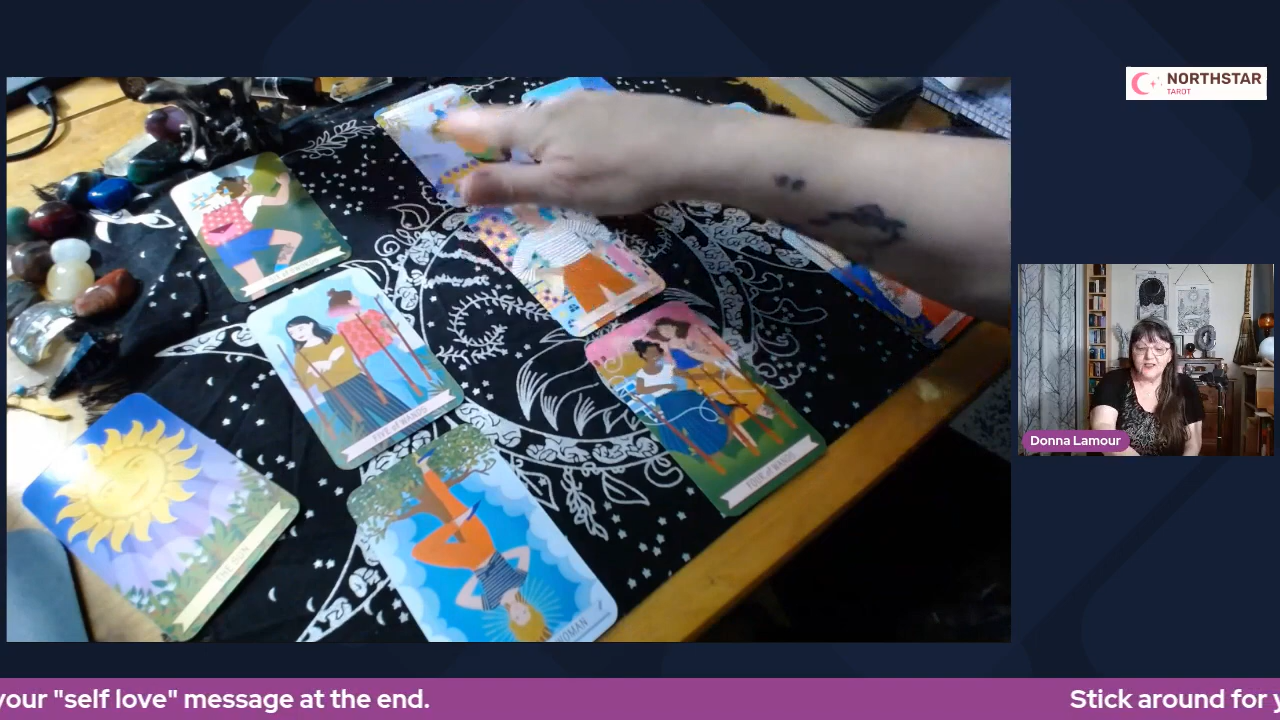 NORTHSTAR
TAROT
FIVE of WANDS
FOUR of WANDS
THE SUN
WOMAN
Donna Lamour
your "self love" message at the end.
Stick around for y